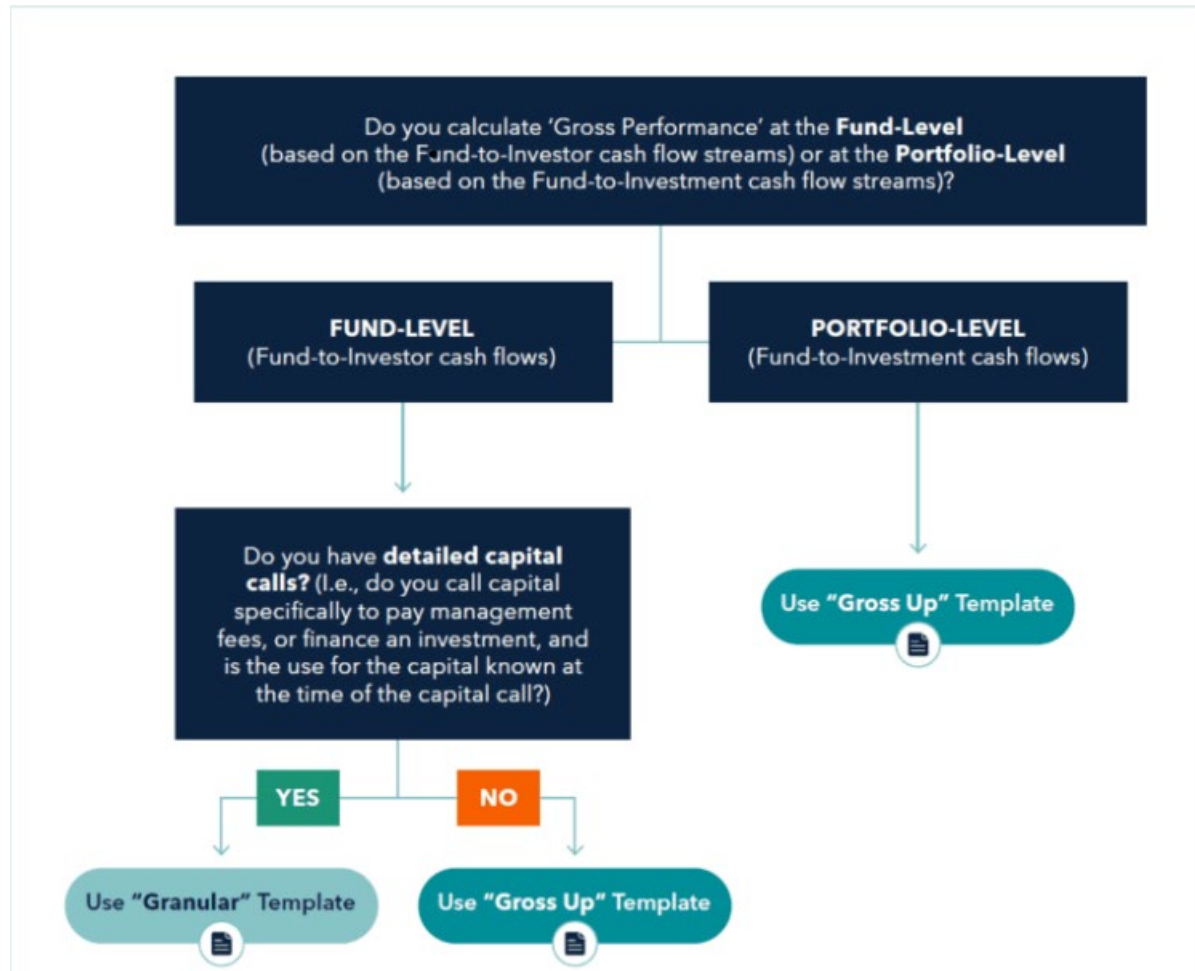 Do you calculate ‘Gross Performance’ at the Fund-Level
(based on the Fund-to-Investor cash flow streams) or at the Portfolio-Level
(based on the Fund-to-Investment cash flow streams)?
FUND-LEVEL
(Fund-to-Investor cash flows)
PORTFOLIO-LEVEL
(Fund-to-Investment cash flows)
Do you have detailed capital
calls? (I.e., do you call capital
specifically to pay management
fees, or finance an investment, and
is the use for the capital known at
the time of the capital call?)
Use “Gross Up” Template
YES
NO
Use “Granular” Template
Use “Gross Up” Template